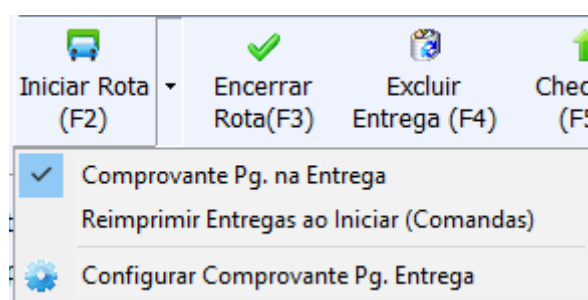 Iniciar Rota
(F2)
Encerrar
Rota(F3)
Excluir
Entrega (F4)
Comprovante Pg. na Entrega
Reimprimir Entregas ao Iniciar (Comandas)
Configurar Comprovante Pg. Entrega